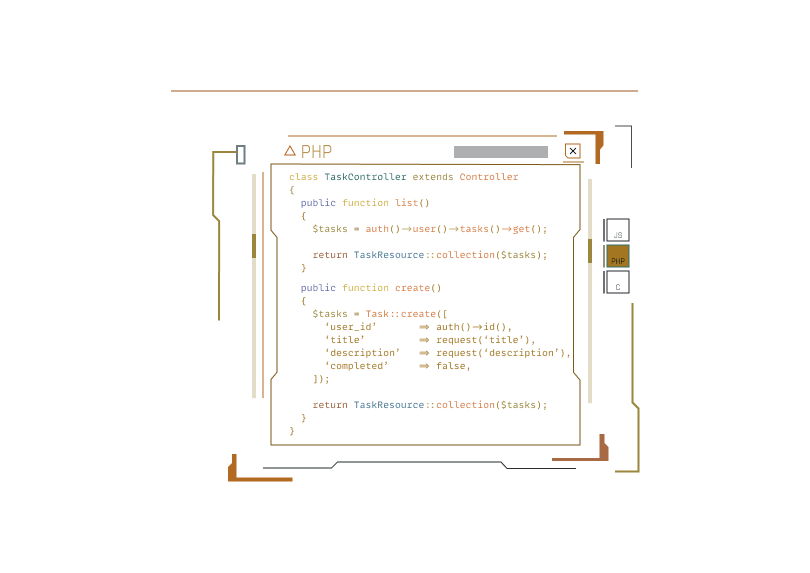 PHP
class TaskController extends Controller
{
public function list()
{
$tasks = auth()->user()->tasks()->get();
return TaskResource::collection($tasks);
}
public function create()
{
$tasks = Task::create([
‘user_id’ => auth()->id(),
‘title’ => request(‘title’),
‘description’ => request(‘description’),
‘completed’ => false,
]);
return TaskResource::collection($tasks);
}
}
JS
PHP
C